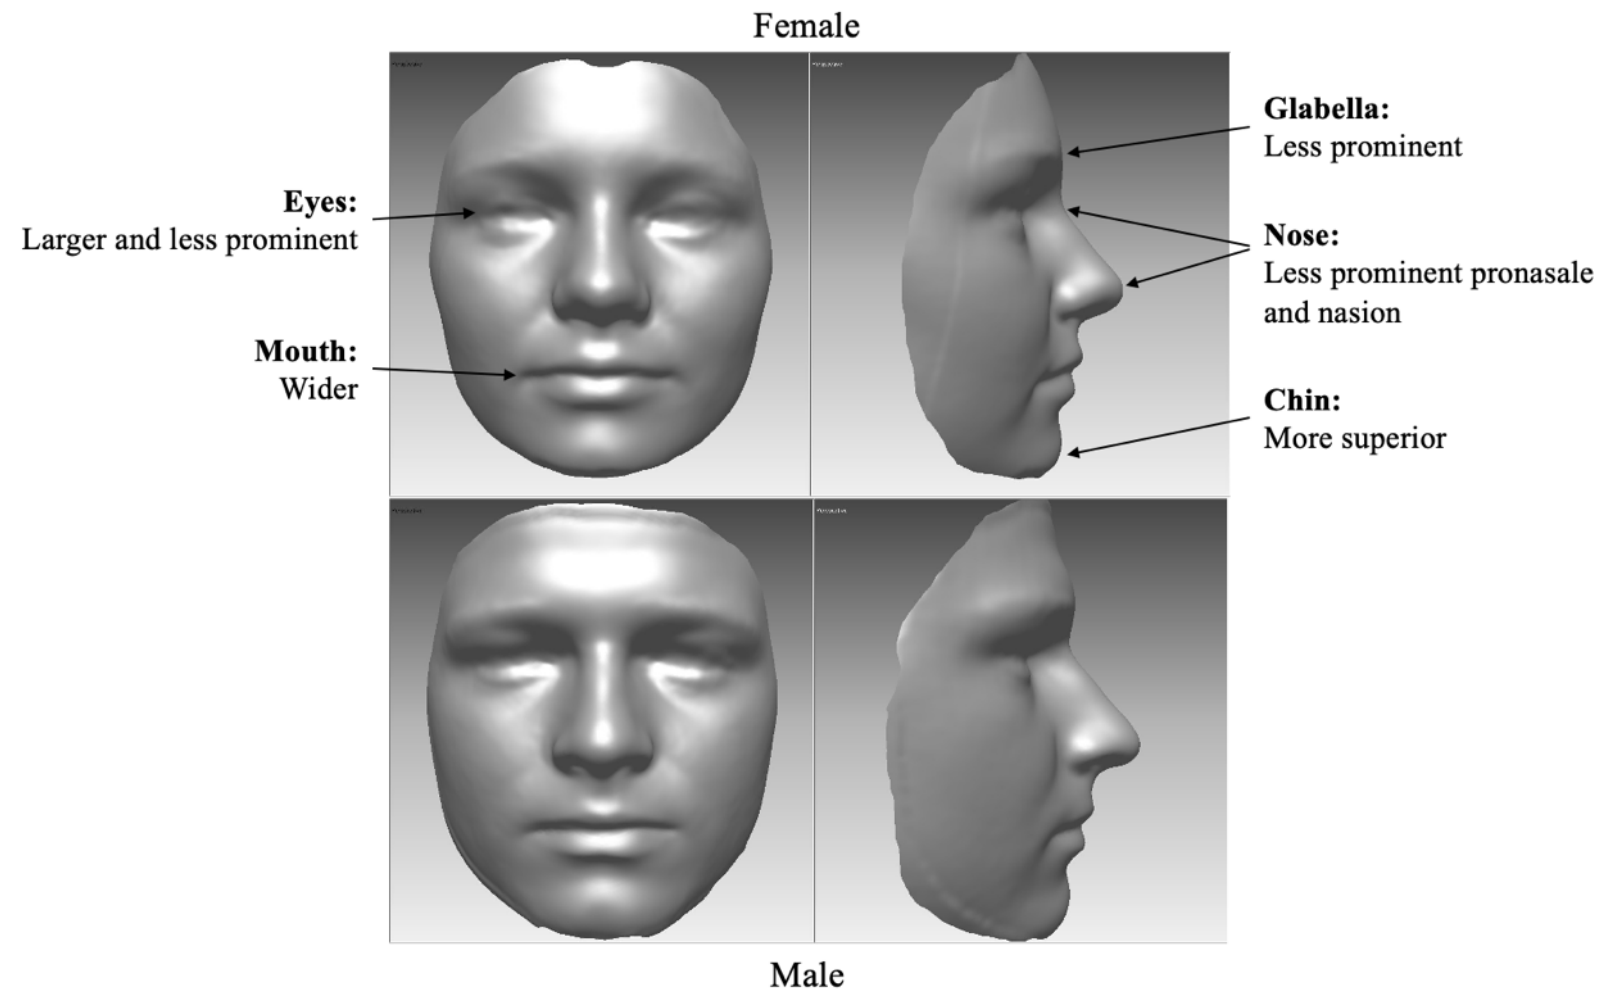 Female
Eyes:
Larger and less prominent
Mouth:
Wider
Glabella:
Less prominent
Nose:
Less prominent pronasale
and nasion
Chin:
More superior
Male